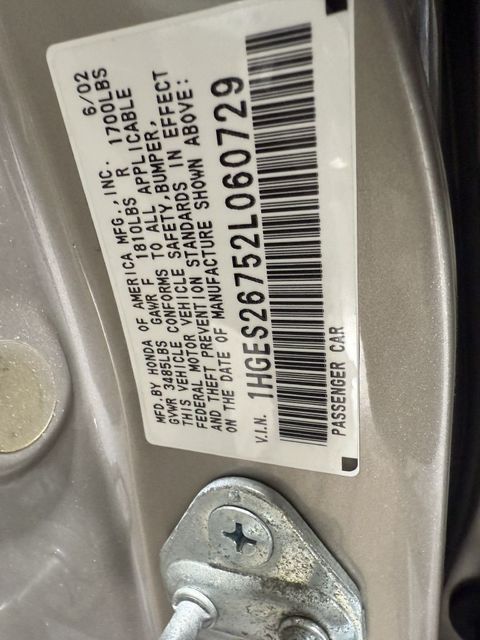 MFD.BY HONDA OF AMERICA MFG.,INC. 6/02
GVWR 3485LBS GAWR F 1810LBS R 1700LBS
THIS VEHICLE CONFORMS TO ALL APPLICABLE
FEDERAL MOTOR VEHICLE SAFETY,BUMPER,
AND THEFT PREVENTION STANDARDS IN EFFECT
ON THE DATE OF MANUFACTURE SHOWN ABOVE:
V.I.N. 1HGES26752L060729
PASSENGER CAR